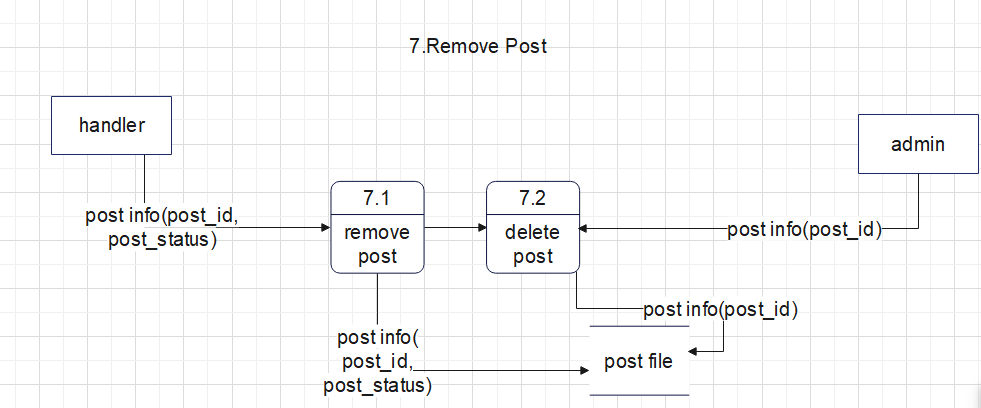 7.Remove Post
handler
admin
7.1
remove
post
7.2
delete
post
post info(post_id,
post_status)
post info(post_id)
post info(post_id)
post info(
post_id,
post_status)
post file